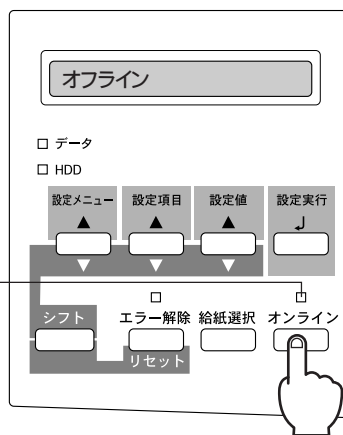 オフライン
データ
HDD
設定メニュー 設定項目 設定値 設定実行
シフト エラー解除 給紙選択 オンライン
リセット